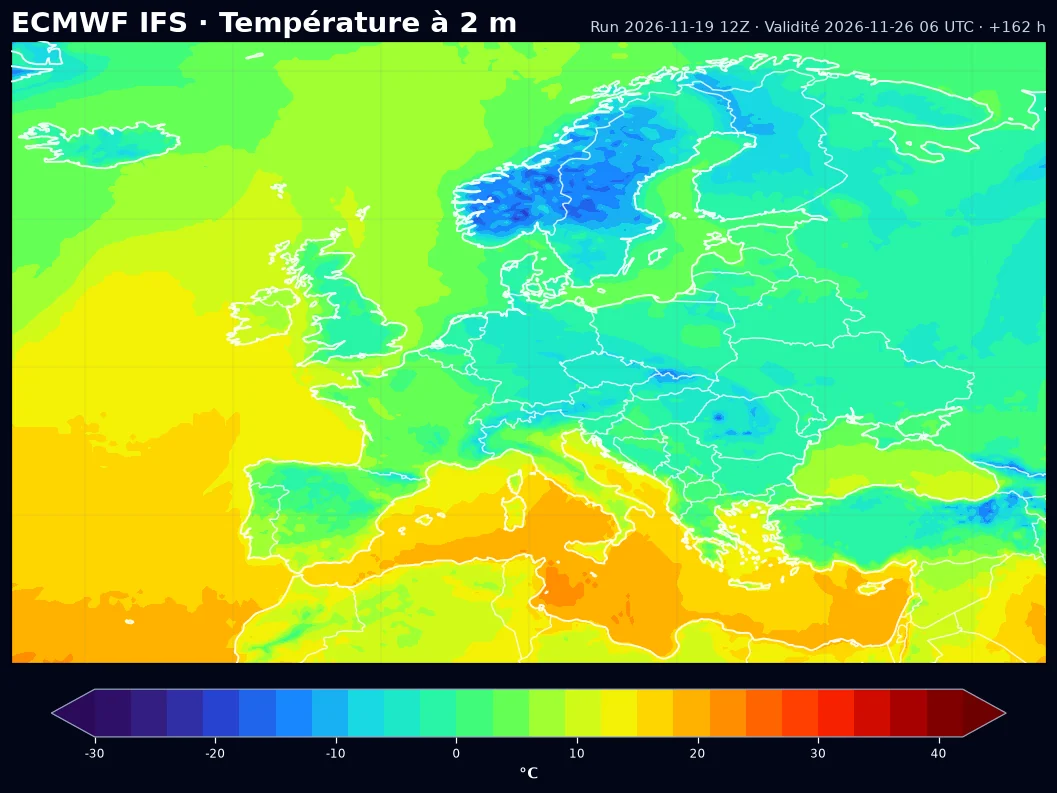 ECMWF IFS · Température à 2 m
Run 2026-11-19 12Z · Validité 2026-11-26 06 UTC · +162 h
-30 -20 -10 0 10 20 30 40
°C